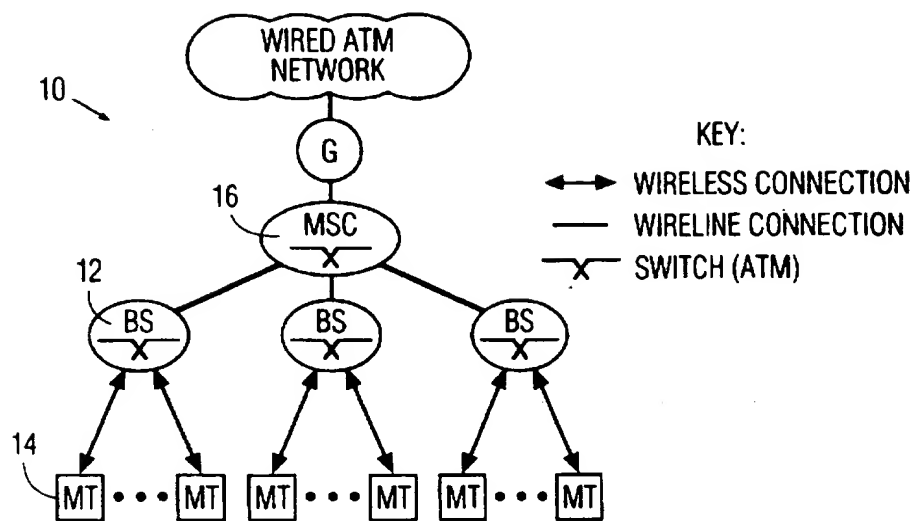 WIRED ATM
NETWORK
10
G
KEY:
WIRELESS CONNECTION
WIRELINE CONNECTION
SWITCH (ATM)
16
MSC
12
BS
BS
BS
14
MT
MT
MT
MT
MT
MT